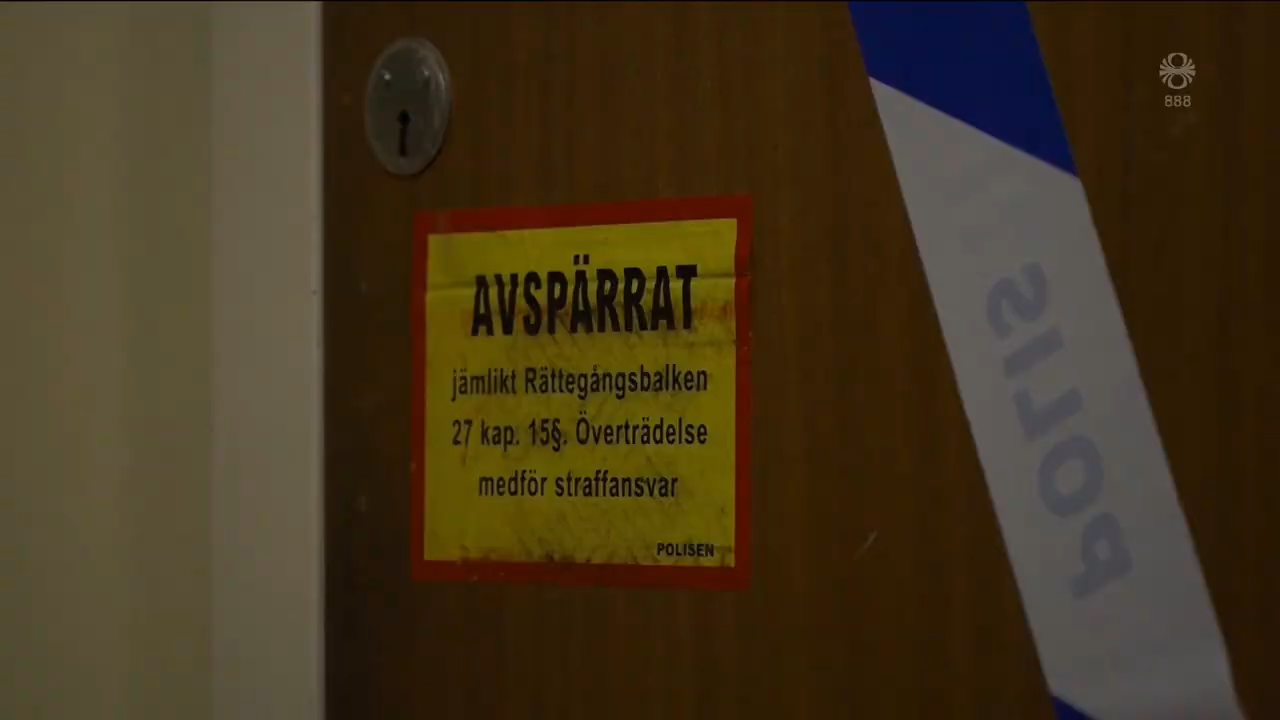 888
AVSPÄRRAT
jämlikt Rättegångsbalken
27 kap. 15§. Överträdelse
medför straffansvar
POLISEN
POLIS